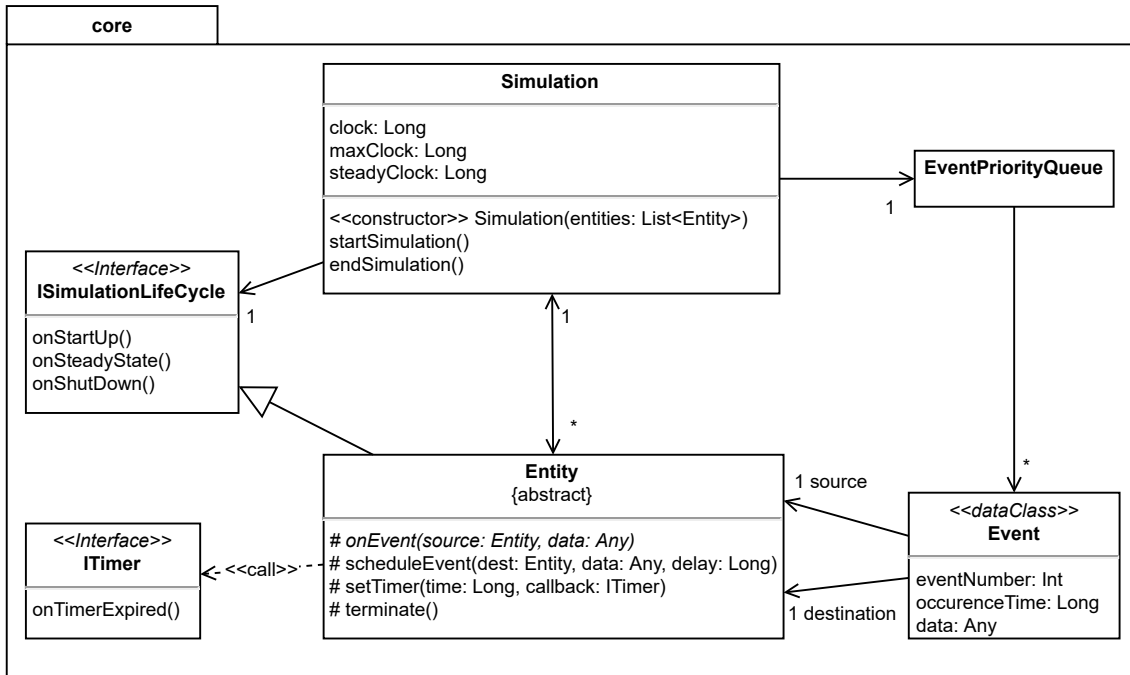 core
Simulation
clock: Long
maxClock: Long
steadyClock: Long
<<constructor>> Simulation(entities: List<Entity>)
startSimulation()
endSimulation()
EventPriorityQueue
1
<<Interface>>
ISimulationLifeCycle
onStartUp()
onSteadyState()
onShutDown()
1
1
*
*
Entity
{abstract}
# onEvent(source: Entity, data: Any)
# scheduleEvent(dest: Entity, data: Any, delay: Long)
# setTimer(time: Long, callback: ITimer)
# terminate()
1 source
1 destination
<<dataClass>>
Event
eventNumber: Int
occurenceTime: Long
data: Any
<<Interface>>
ITimer
onTimerExpired()
<<call>>